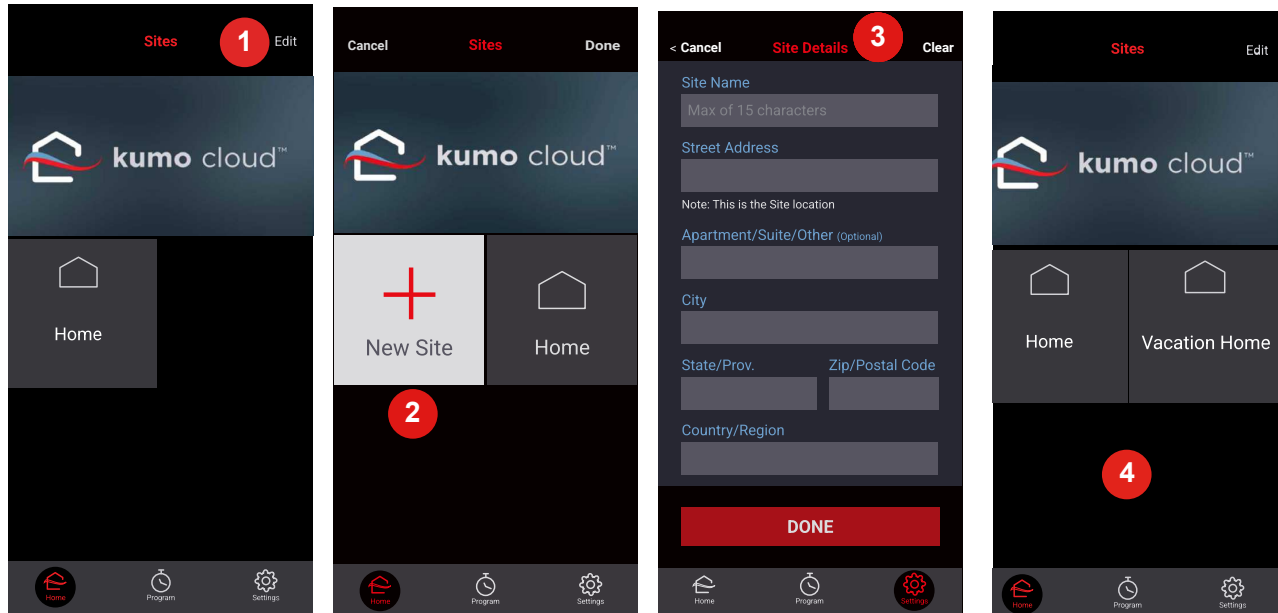 Sites
1
Edit
kumo cloud™
Home
Home
Program
Settings
Cancel
Sites
Done
kumo cloud™
New Site
Home
2
Home
Program
Settings
< Cancel
Site Details
3
Clear
Site Name
Max of 15 characters
Street Address
Note: This is the Site location
Apartment/Suite/Other (Optional)
City
State/Prov.
Zip/Postal Code
Country/Region
DONE
Home
Program
Settings
Sites
Edit
kumo cloud™
Home
Vacation Home
4
Home
Program
Settings